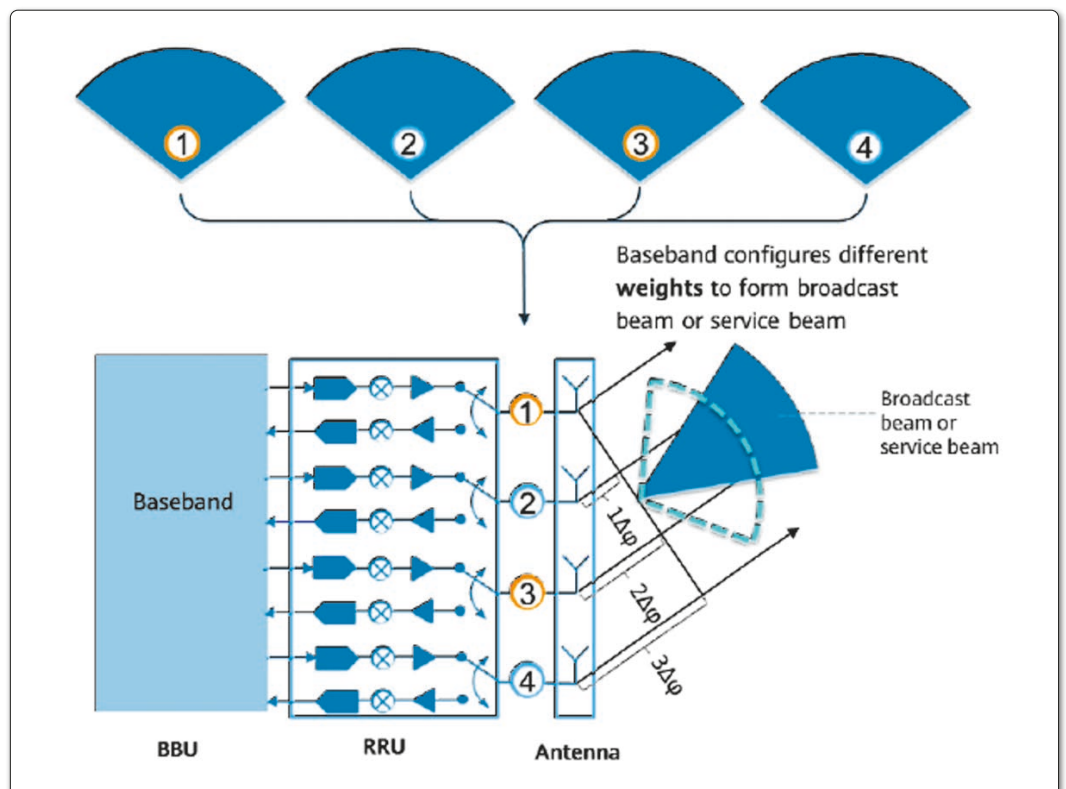 1
2
3
4
Baseband configures different
weights to form broadcast
beam or service beam
Broadcast
beam or
service beam
Baseband
1
2
3
4
1Δφ
2Δφ
3Δφ
BBU
RRU
Antenna